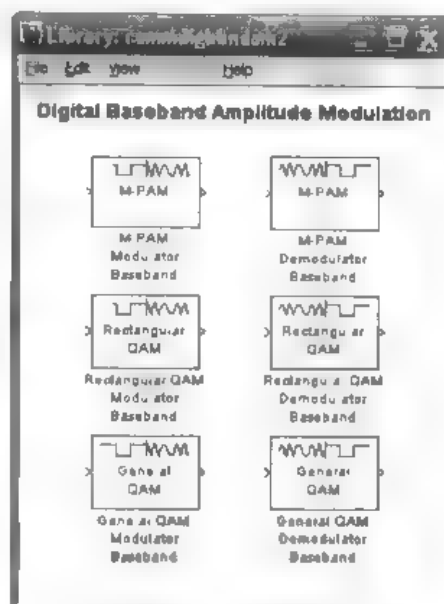 Library:
File Edit View Help
Digital Baseband Amplitude Modulation
M-PAM
M-PAM
Modulator
Baseband
M-PAM
M-PAM
Demodulator
Baseband
Rectangular
QAM
Rectangular QAM
Modulator
Baseband
Rectangular
QAM
Rectangular QAM
Demodulator
Baseband
General
QAM
General QAM
Modulator
Baseband
General
QAM
General QAM
Demodulator
Baseband